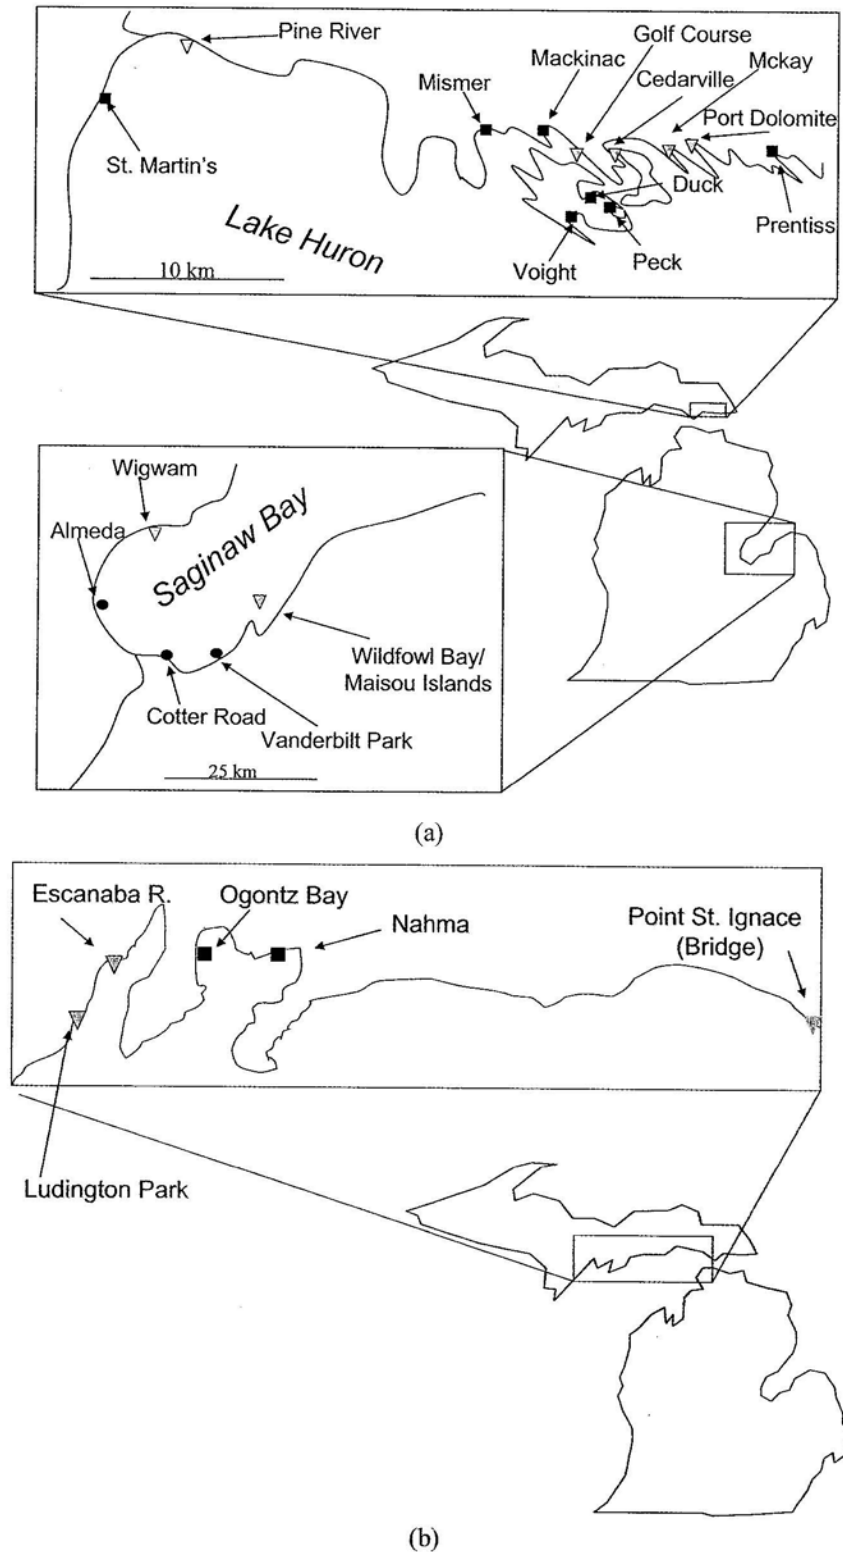 Pine River
Golf Course
Mackinac
Mckay
Mismer
Cedarville
Port Dolomite
St. Martin's
Duck
Lake Huron
Prentiss
Voight
Peck
10 km
Wigwam
Almeda
Saginaw Bay
Wildfowl Bay/
Maisou Islands
Cotter Road
Vanderbilt Park
25 km
(a)
Escanaba R.
Ogontz Bay
Nahma
Point St. Ignace
(Bridge)
Ludington Park
(b)